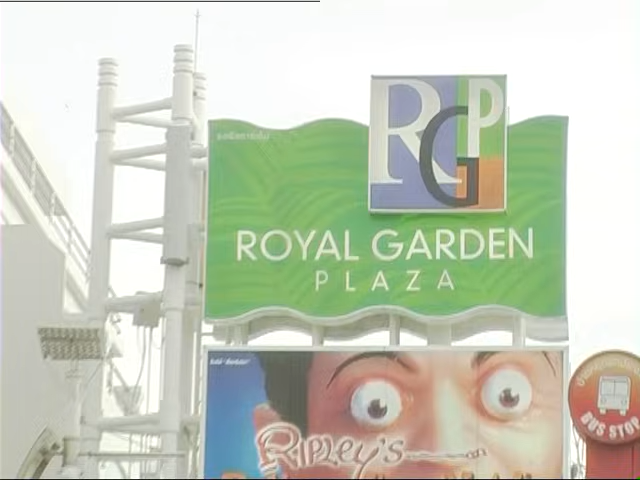 RGP
ROYAL GARDEN
PLAZA
RIPLEY'S
BUS STOP